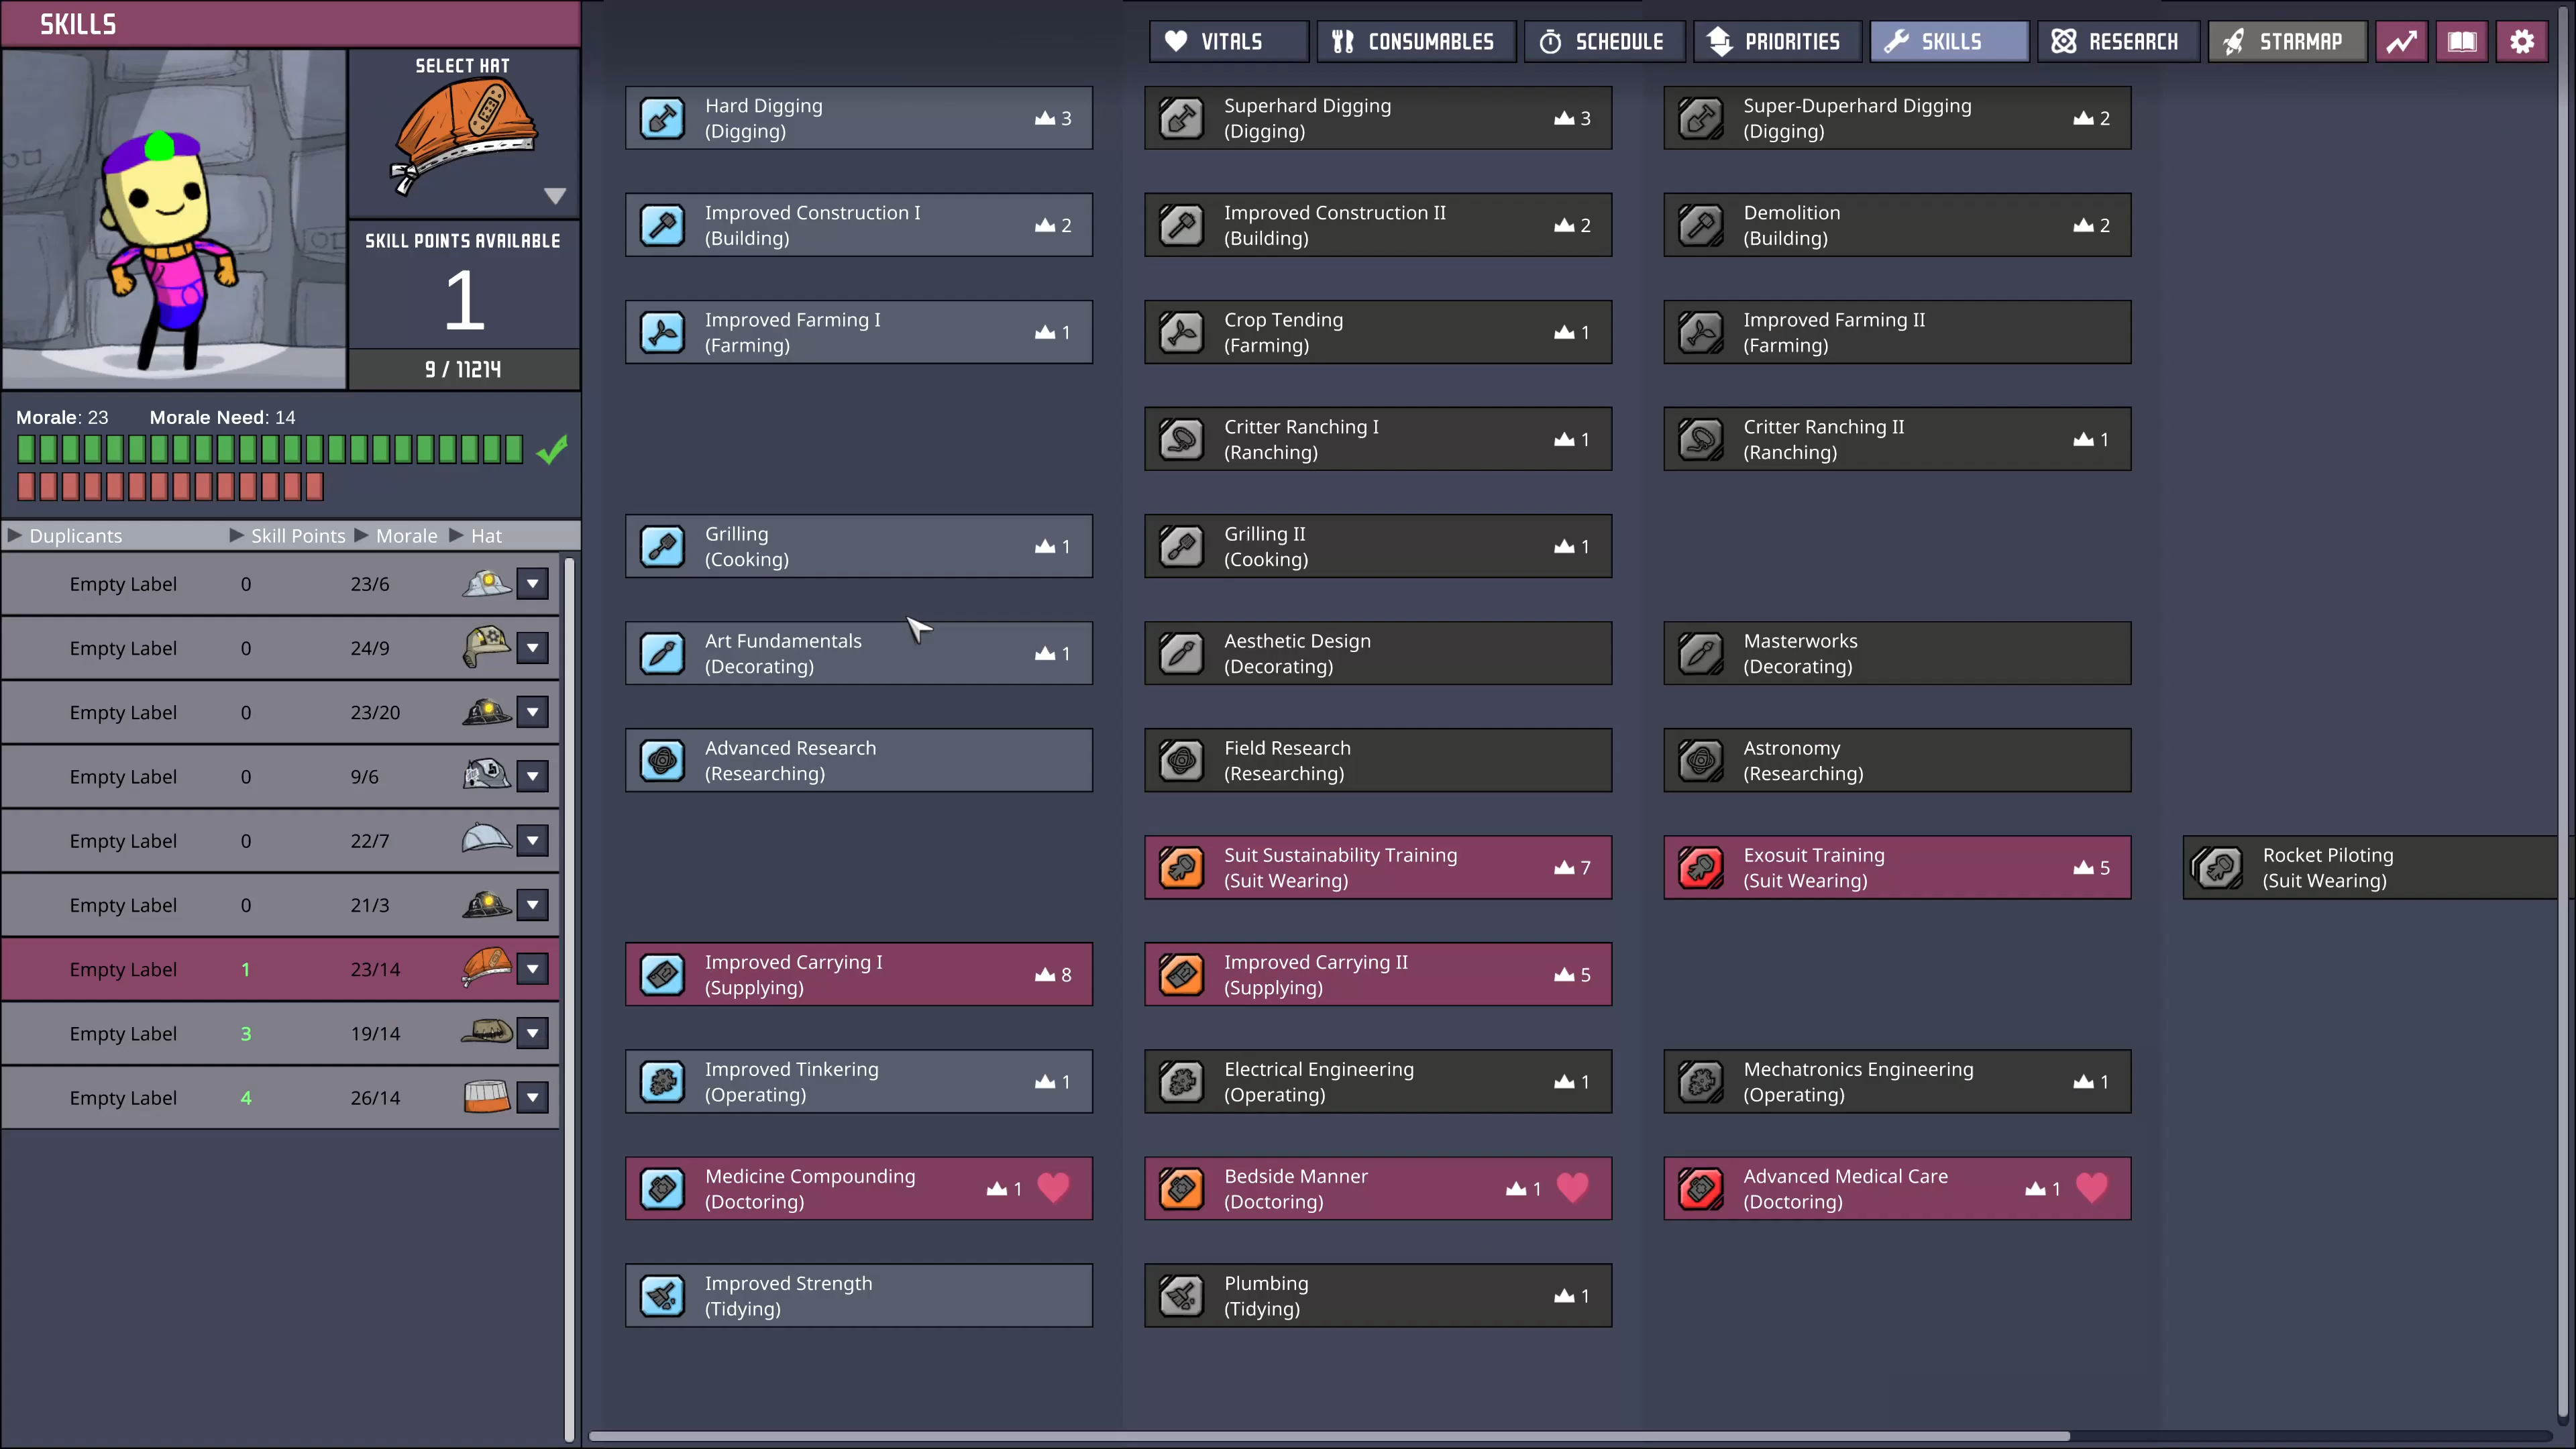 SKILLS
VITALS
CONSUMABLES
SCHEDULE
PRIORITIES
SKILLS
RESEARCH
STARMAP
SELECT HAT
SKILL POINTS AVAILABLE
1
9 / 11214
Morale: 23 Morale Need: 14
Duplicants Skill Points Morale Hat
Empty Label 0 23/6
Empty Label 0 24/9
Empty Label 0 23/20
Empty Label 0 9/6
Empty Label 0 22/7
Empty Label 0 21/3
Empty Label 1 23/14
Empty Label 3 19/14
Empty Label 4 26/14
Hard Digging
(Digging)
3
Superhard Digging
(Digging)
3
Super-Duperhard Digging
(Digging)
2
Improved Construction I
(Building)
2
Improved Construction II
(Building)
2
Demolition
(Building)
2
Improved Farming I
(Farming)
1
Crop Tending
(Farming)
1
Improved Farming II
(Farming)
Critter Ranching I
(Ranching)
1
Critter Ranching II
(Ranching)
1
Grilling
(Cooking)
1
Grilling II
(Cooking)
1
Art Fundamentals
(Decorating)
1
Aesthetic Design
(Decorating)
Masterworks
(Decorating)
Advanced Research
(Researching)
Field Research
(Researching)
Astronomy
(Researching)
Suit Sustainability Training
(Suit Wearing)
7
Exosuit Training
(Suit Wearing)
5
Rocket Piloting
(Suit Wearing)
Improved Carrying I
(Supplying)
8
Improved Carrying II
(Supplying)
5
Improved Tinkering
(Operating)
1
Electrical Engineering
(Operating)
1
Mechatronics Engineering
(Operating)
1
Medicine Compounding
(Doctoring)
1
Bedside Manner
(Doctoring)
1
Advanced Medical Care
(Doctoring)
1
Improved Strength
(Tidying)
Plumbing
(Tidying)
1